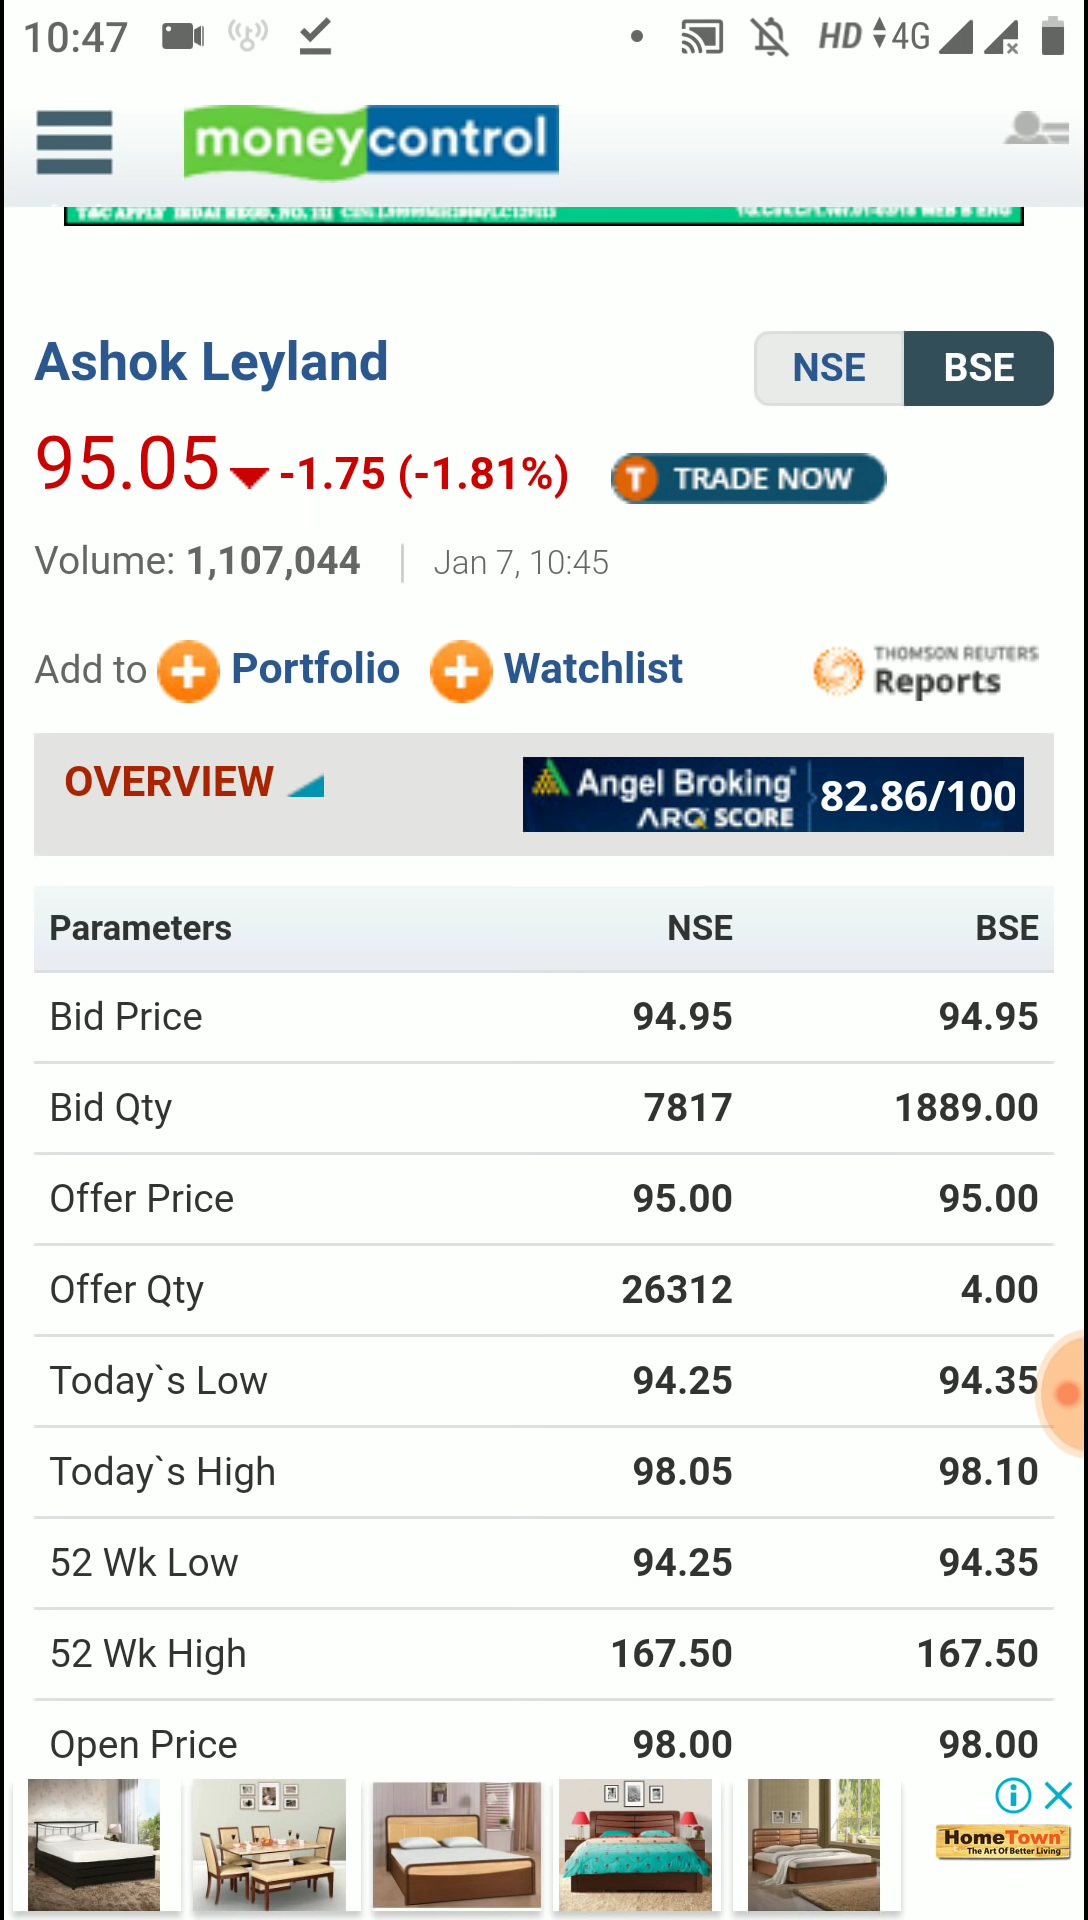 10:47 HD 4G
moneycontrol
Ashok Leyland NSE BSE
95.05 -1.75 (-1.81%) T TRADE NOW
Volume: 1,107,044 | Jan 7, 10:45
Add to Portfolio Watchlist THOMSON REUTERS
Reports
OVERVIEW Angel Broking 82.86/100
ARQ SCORE
Parameters NSE BSE
Bid Price 94.95 94.95
Bid Qty 7817 1889.00
Offer Price 95.00 95.00
Offer Qty 26312 4.00
Today`s Low 94.25 94.35
Today`s High 98.05 98.10
52 Wk Low 94.25 94.35
52 Wk High 167.50 167.50
Open Price 98.00 98.00
HomeTown
The Art Of Better Living